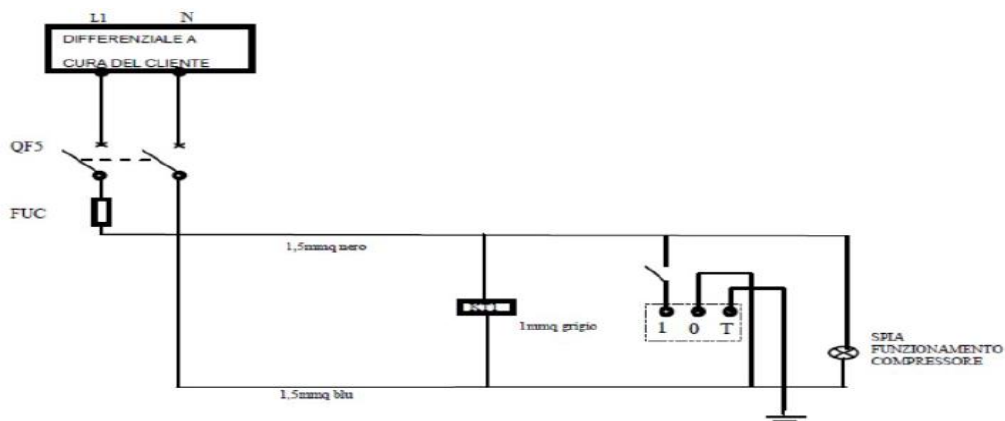 L1 N
DIFFERENZIALE A
CURA DEL CLIENTE
QF5
FUC
1,5mmq nero
1mmq grigio
1 0 T
SPIA
FUNZIONAMENTO
COMPRESSORE
1,5mmq blu